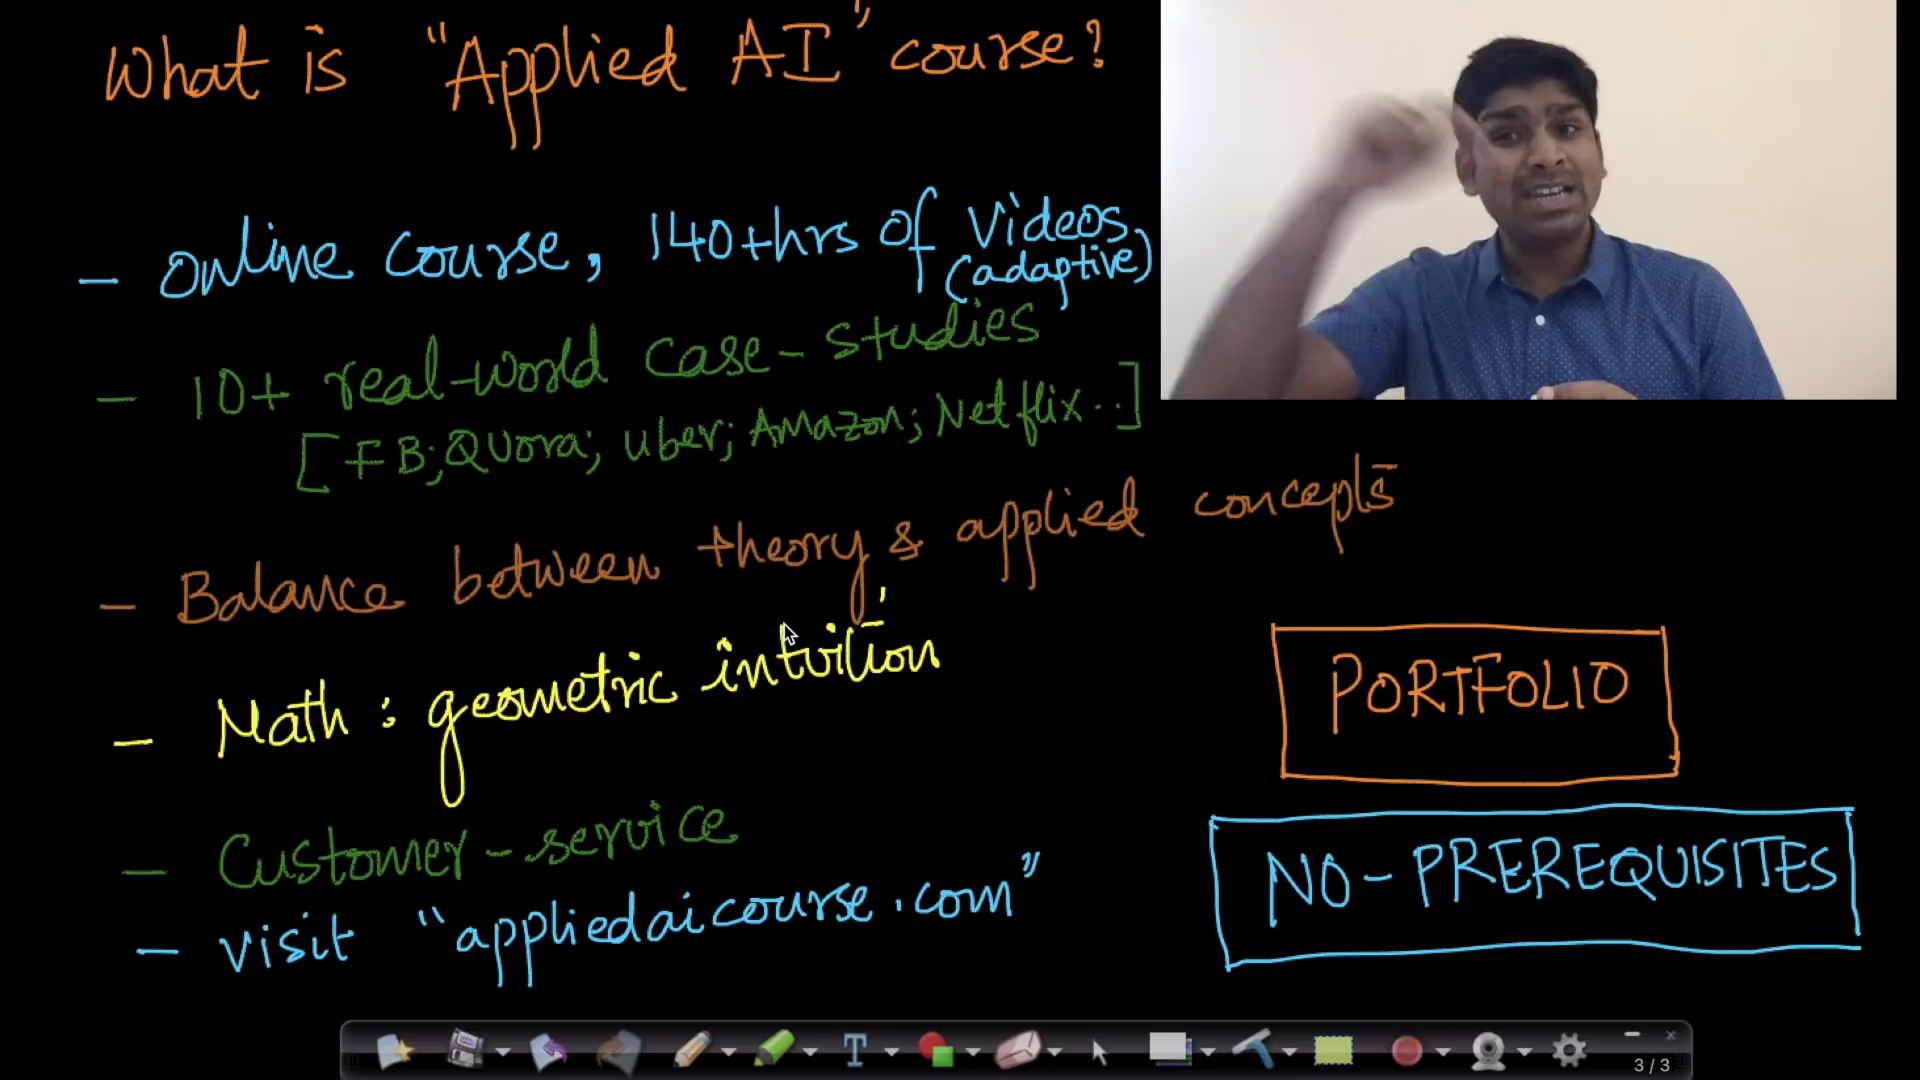 What is "Applied AI" course?
- Online course, 140+hrs of Videos
(adaptive)
- 10+ real-world case-studies
[FB; Quora; Uber; Amazon; Netflix..]
- Balance between theory & applied concepts
- Math : geometric intuition
- Customer-service
- visit "appliedaicourse.com"
PORTFOLIO
NO-PREREQUISITES
T
3/3